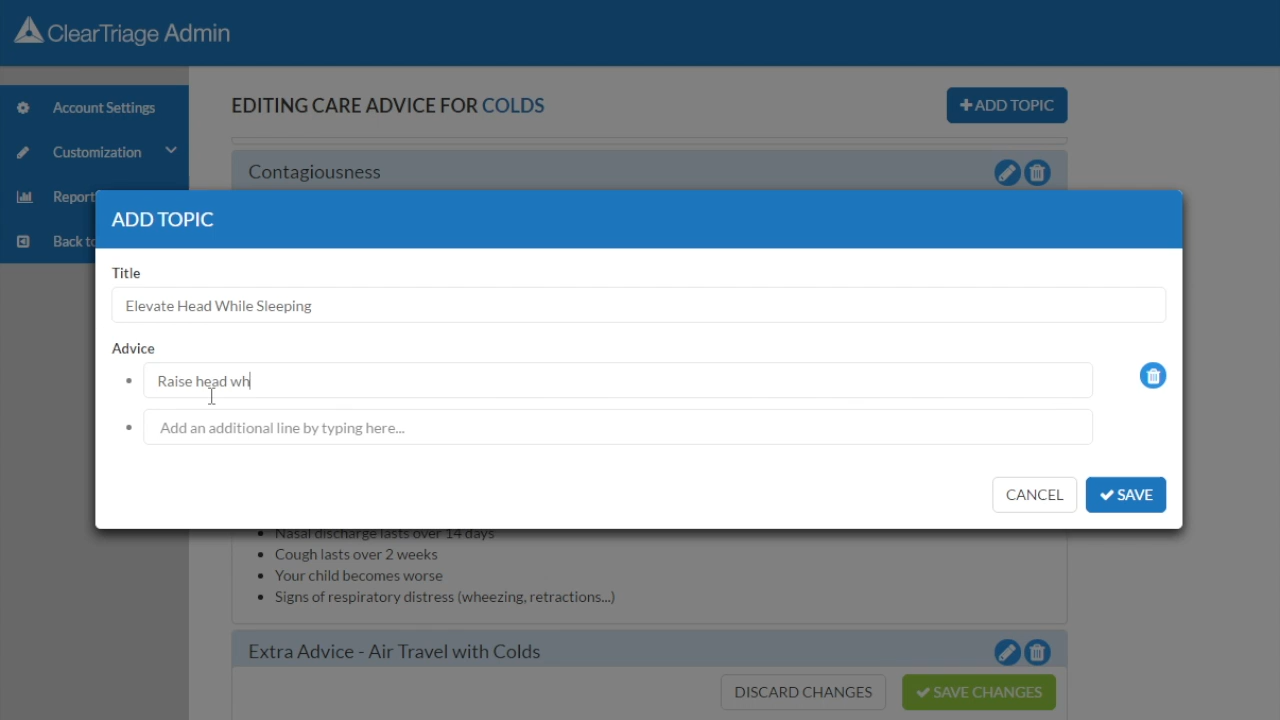 ClearTriage Admin
Account Settings
EDITING CARE ADVICE FOR COLDS
ADD TOPIC
Customization
Contagiousness
Report
Back to
ADD TOPIC
Title
Elevate Head While Sleeping
Advice
Raise head wh
Add an additional line by typing here...
CANCEL
SAVE
Nasal discharge lasts over 14 days
Cough lasts over 2 weeks
Your child becomes worse
Signs of respiratory distress (wheezing, retractions...)
Extra Advice - Air Travel with Colds
DISCARD CHANGES
SAVE CHANGES